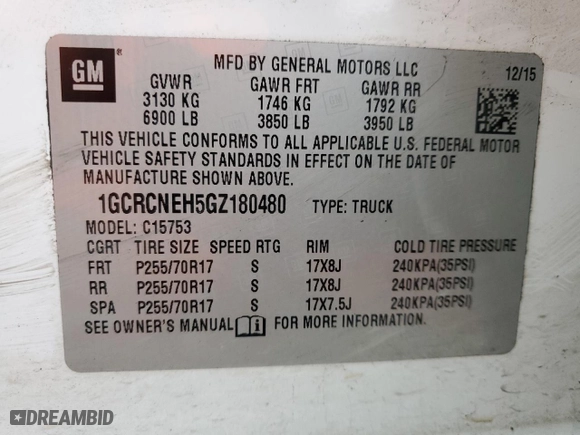 GM
MFD BY GENERAL MOTORS LLC
GVWR GAWR FRT GAWR RR 12/15
3130 KG 1746 KG 1792 KG
6900 LB 3850 LB 3950 LB
THIS VEHICLE CONFORMS TO ALL APPLICABLE U.S. FEDERAL MOTOR
VEHICLE SAFETY STANDARDS IN EFFECT ON THE DATE OF
MANUFACTURE SHOWN ABOVE.
1GCRCNEH5GZ180480 TYPE: TRUCK
MODEL: C15753
CGRT TIRE SIZE SPEED RTG RIM COLD TIRE PRESSURE
FRT P255/70R17 S 17X8J 240KPA(35PSI)
RR P255/70R17 S 17X8J 240KPA(35PSI)
SPA P255/70R17 S 17X7.5J 240KPA(35PSI)
SEE OWNER'S MANUAL FOR MORE INFORMATION.
DREAMBID